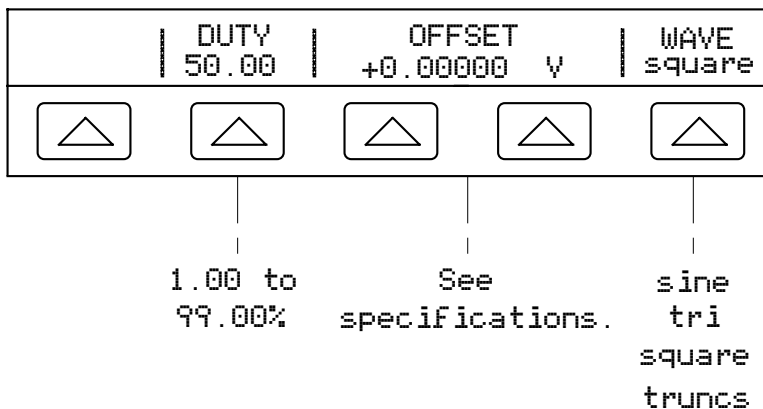 DUTY OFFSET WAVE
50.00 +0.00000 V square
1.00 to See sine
99.00% specifications. tri
square
truncs